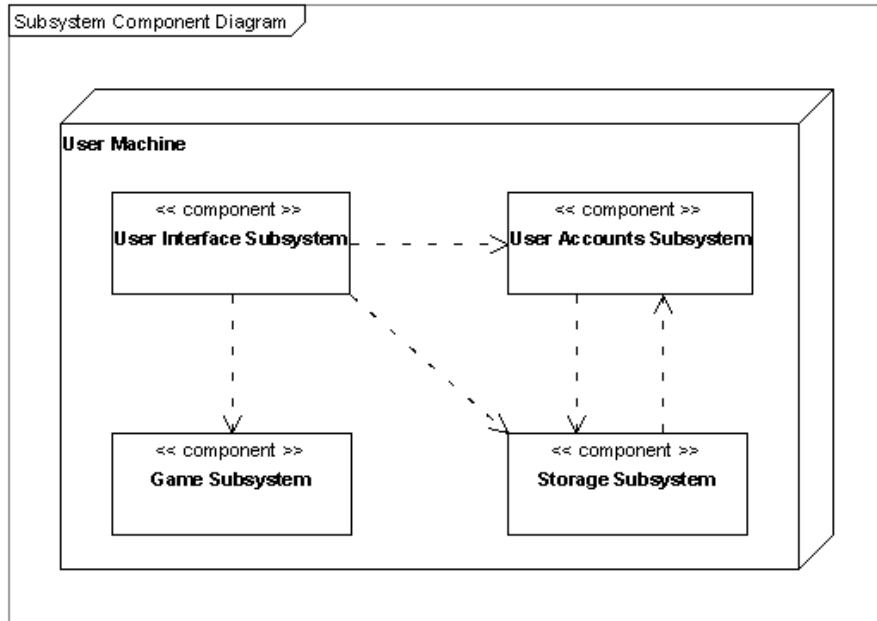 Subsystem Component Diagram
User Machine
<< component >>
User Interface Subsystem
<< component >>
User Accounts Subsystem
<< component >>
Game Subsystem
<< component >>
Storage Subsystem